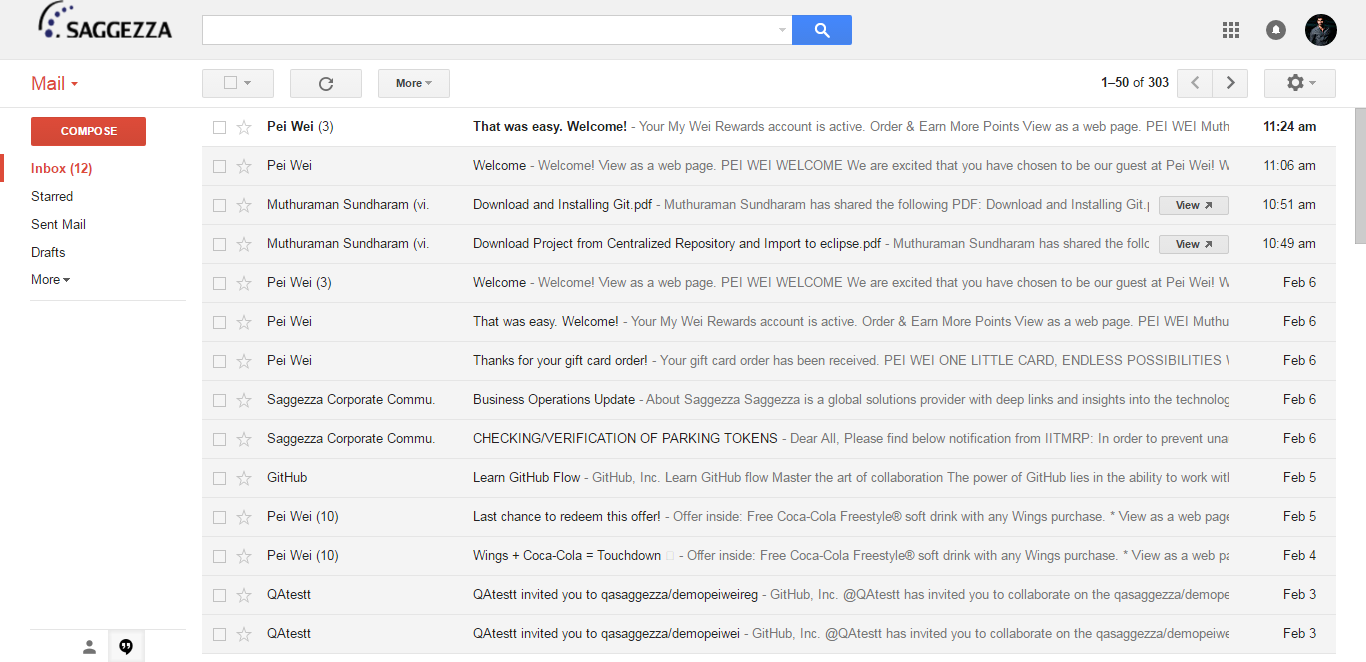 SAGGEZZA
Mail
More
1–50 of 303
COMPOSE
Inbox (12)
Starred
Sent Mail
Drafts
More
Pei Wei (3) That was easy. Welcome! - Your My Wei Rewards account is active. Order & Earn More Points View as a web page. PEI WEI Muth 11:24 am
Pei Wei Welcome - Welcome! View as a web page. PEI WEI WELCOME We are excited that you have chosen to be our guest at Pei Wei! W 11:06 am
Muthuraman Sundharam (vi. Download and Installing Git.pdf - Muthuraman Sundharam has shared the following PDF: Download and Installing Git.p View 10:51 am
Muthuraman Sundharam (vi. Download Project from Centralized Repository and Import to eclipse.pdf - Muthuraman Sundharam has shared the follo View 10:49 am
Pei Wei (3) Welcome - Welcome! View as a web page. PEI WEI WELCOME We are excited that you have chosen to be our guest at Pei Wei! W Feb 6
Pei Wei That was easy. Welcome! - Your My Wei Rewards account is active. Order & Earn More Points View as a web page. PEI WEI Muthu Feb 6
Pei Wei Thanks for your gift card order! - Your gift card order has been received. PEI WEI ONE LITTLE CARD, ENDLESS POSSIBILITIES Feb 6
Saggezza Corporate Commu. Business Operations Update - About Saggezza Saggezza is a global solutions provider with deep links and insights into the technolog Feb 6
Saggezza Corporate Commu. CHECKING/VERIFICATION OF PARKING TOKENS - Dear All, Please find below notification from IITMRP: In order to prevent una Feb 6
GitHub Learn GitHub Flow - GitHub, Inc. Learn GitHub flow Master the art of collaboration The power of GitHub lies in the ability to work wit Feb 5
Pei Wei (10) Last chance to redeem this offer! - Offer inside: Free Coca-Cola Freestyle® soft drink with any Wings purchase. * View as a web page Feb 5
Pei Wei (10) Wings + Coca-Cola = Touchdown - Offer inside: Free Coca-Cola Freestyle® soft drink with any Wings purchase. * View as a web pa Feb 4
QAtestt QAtestt invited you to qasaggezza/demopeiweireg - GitHub, Inc. @QAtestt has invited you to collaborate on the qasaggezza/demope Feb 3
QAtestt QAtestt invited you to qasaggezza/demopeiwei - GitHub, Inc. @QAtestt has invited you to collaborate on the qasaggezza/demopeiwe Feb 3